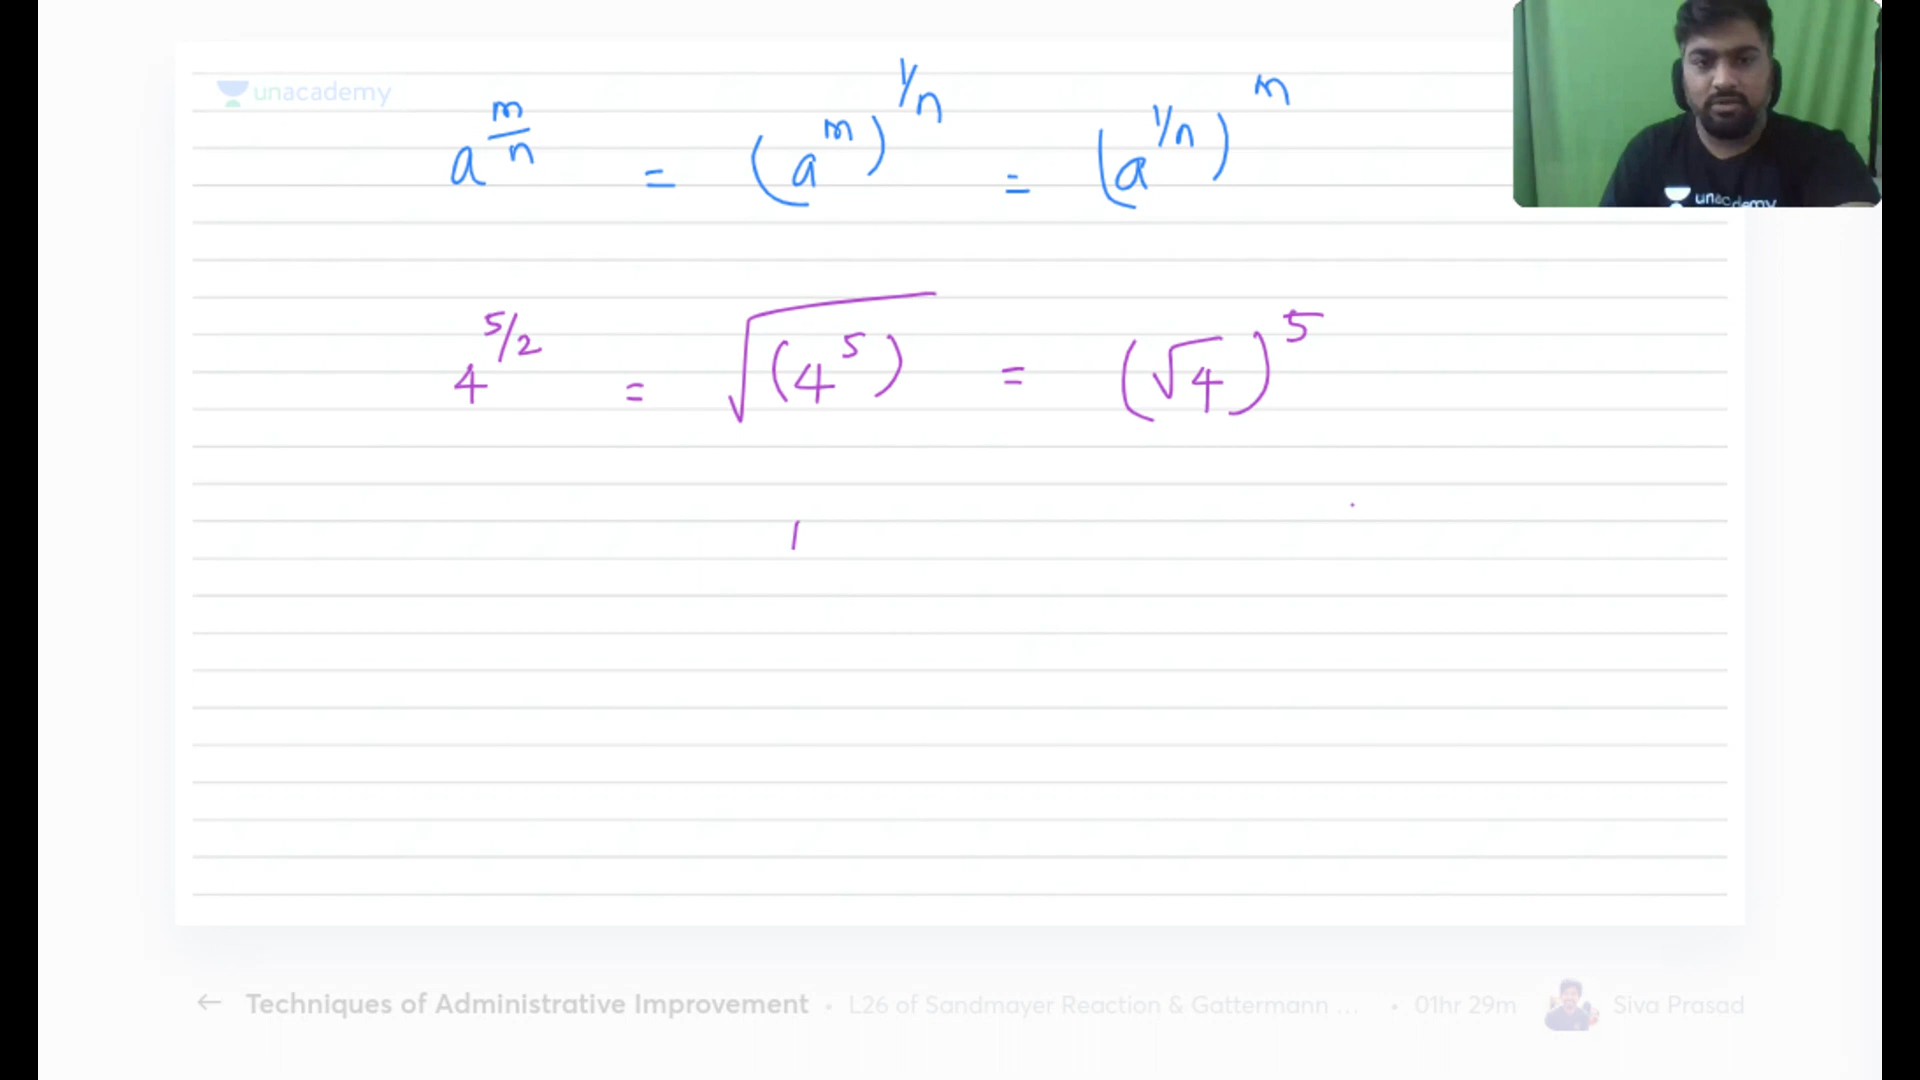 unacademy
a^(m/n) = (a^m)^(1/n) = (a^(1/n))^m
4^(5/2) = √(4^5) = (√4)^5
unacademy
← Techniques of Administrative Improvement • L26 of Sandmayer Reaction & Gattermann ... • 01hr 29m Siva Prasad